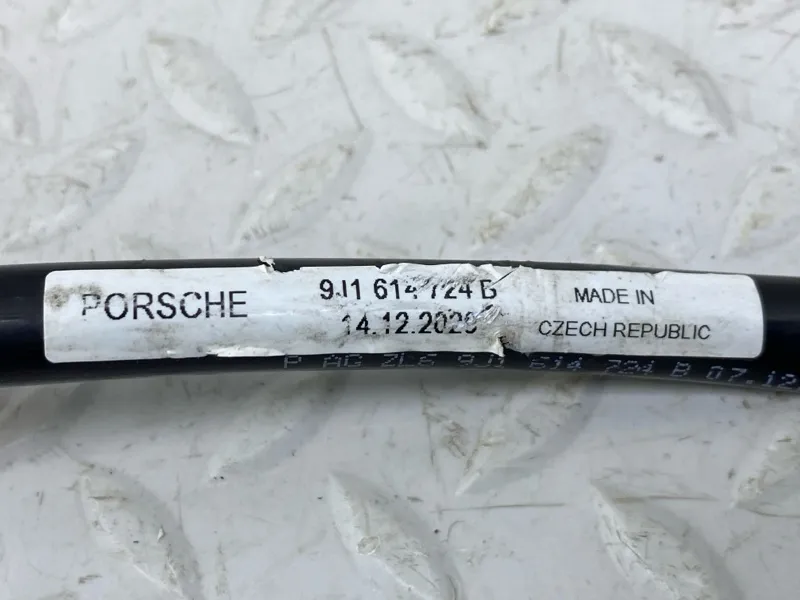 PORSCHE
9J1 614 724 B
14.12.2020
MADE IN
CZECH REPUBLIC
P AG ZL6 9J1 614 724 B 07.12